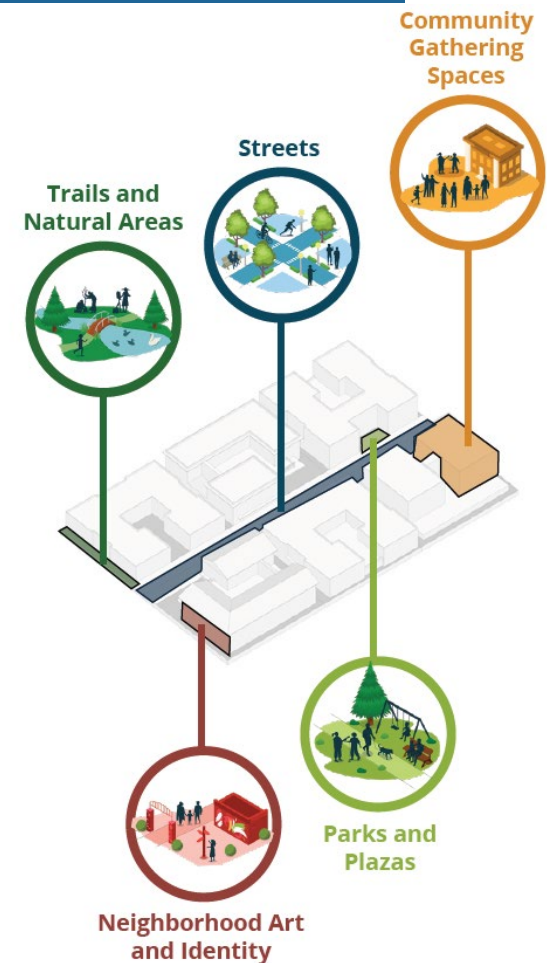 Community
Gathering
Spaces
Streets
Trails and
Natural Areas
Parks and
Plazas
Neighborhood Art
and Identity